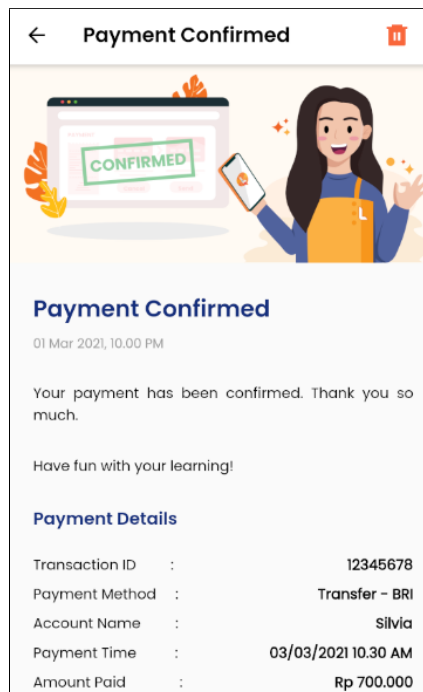 Payment Confirmed
CONFIRMED
L
Payment Confirmed
01 Mar 2021, 10.00 PM
Your payment has been confirmed. Thank you so
much.
Have fun with your learning!
Payment Details
Transaction ID : 12345678
Payment Method : Transfer - BRI
Account Name : Silvia
Payment Time : 03/03/2021 10.30 AM
Amount Paid : Rp 700.000